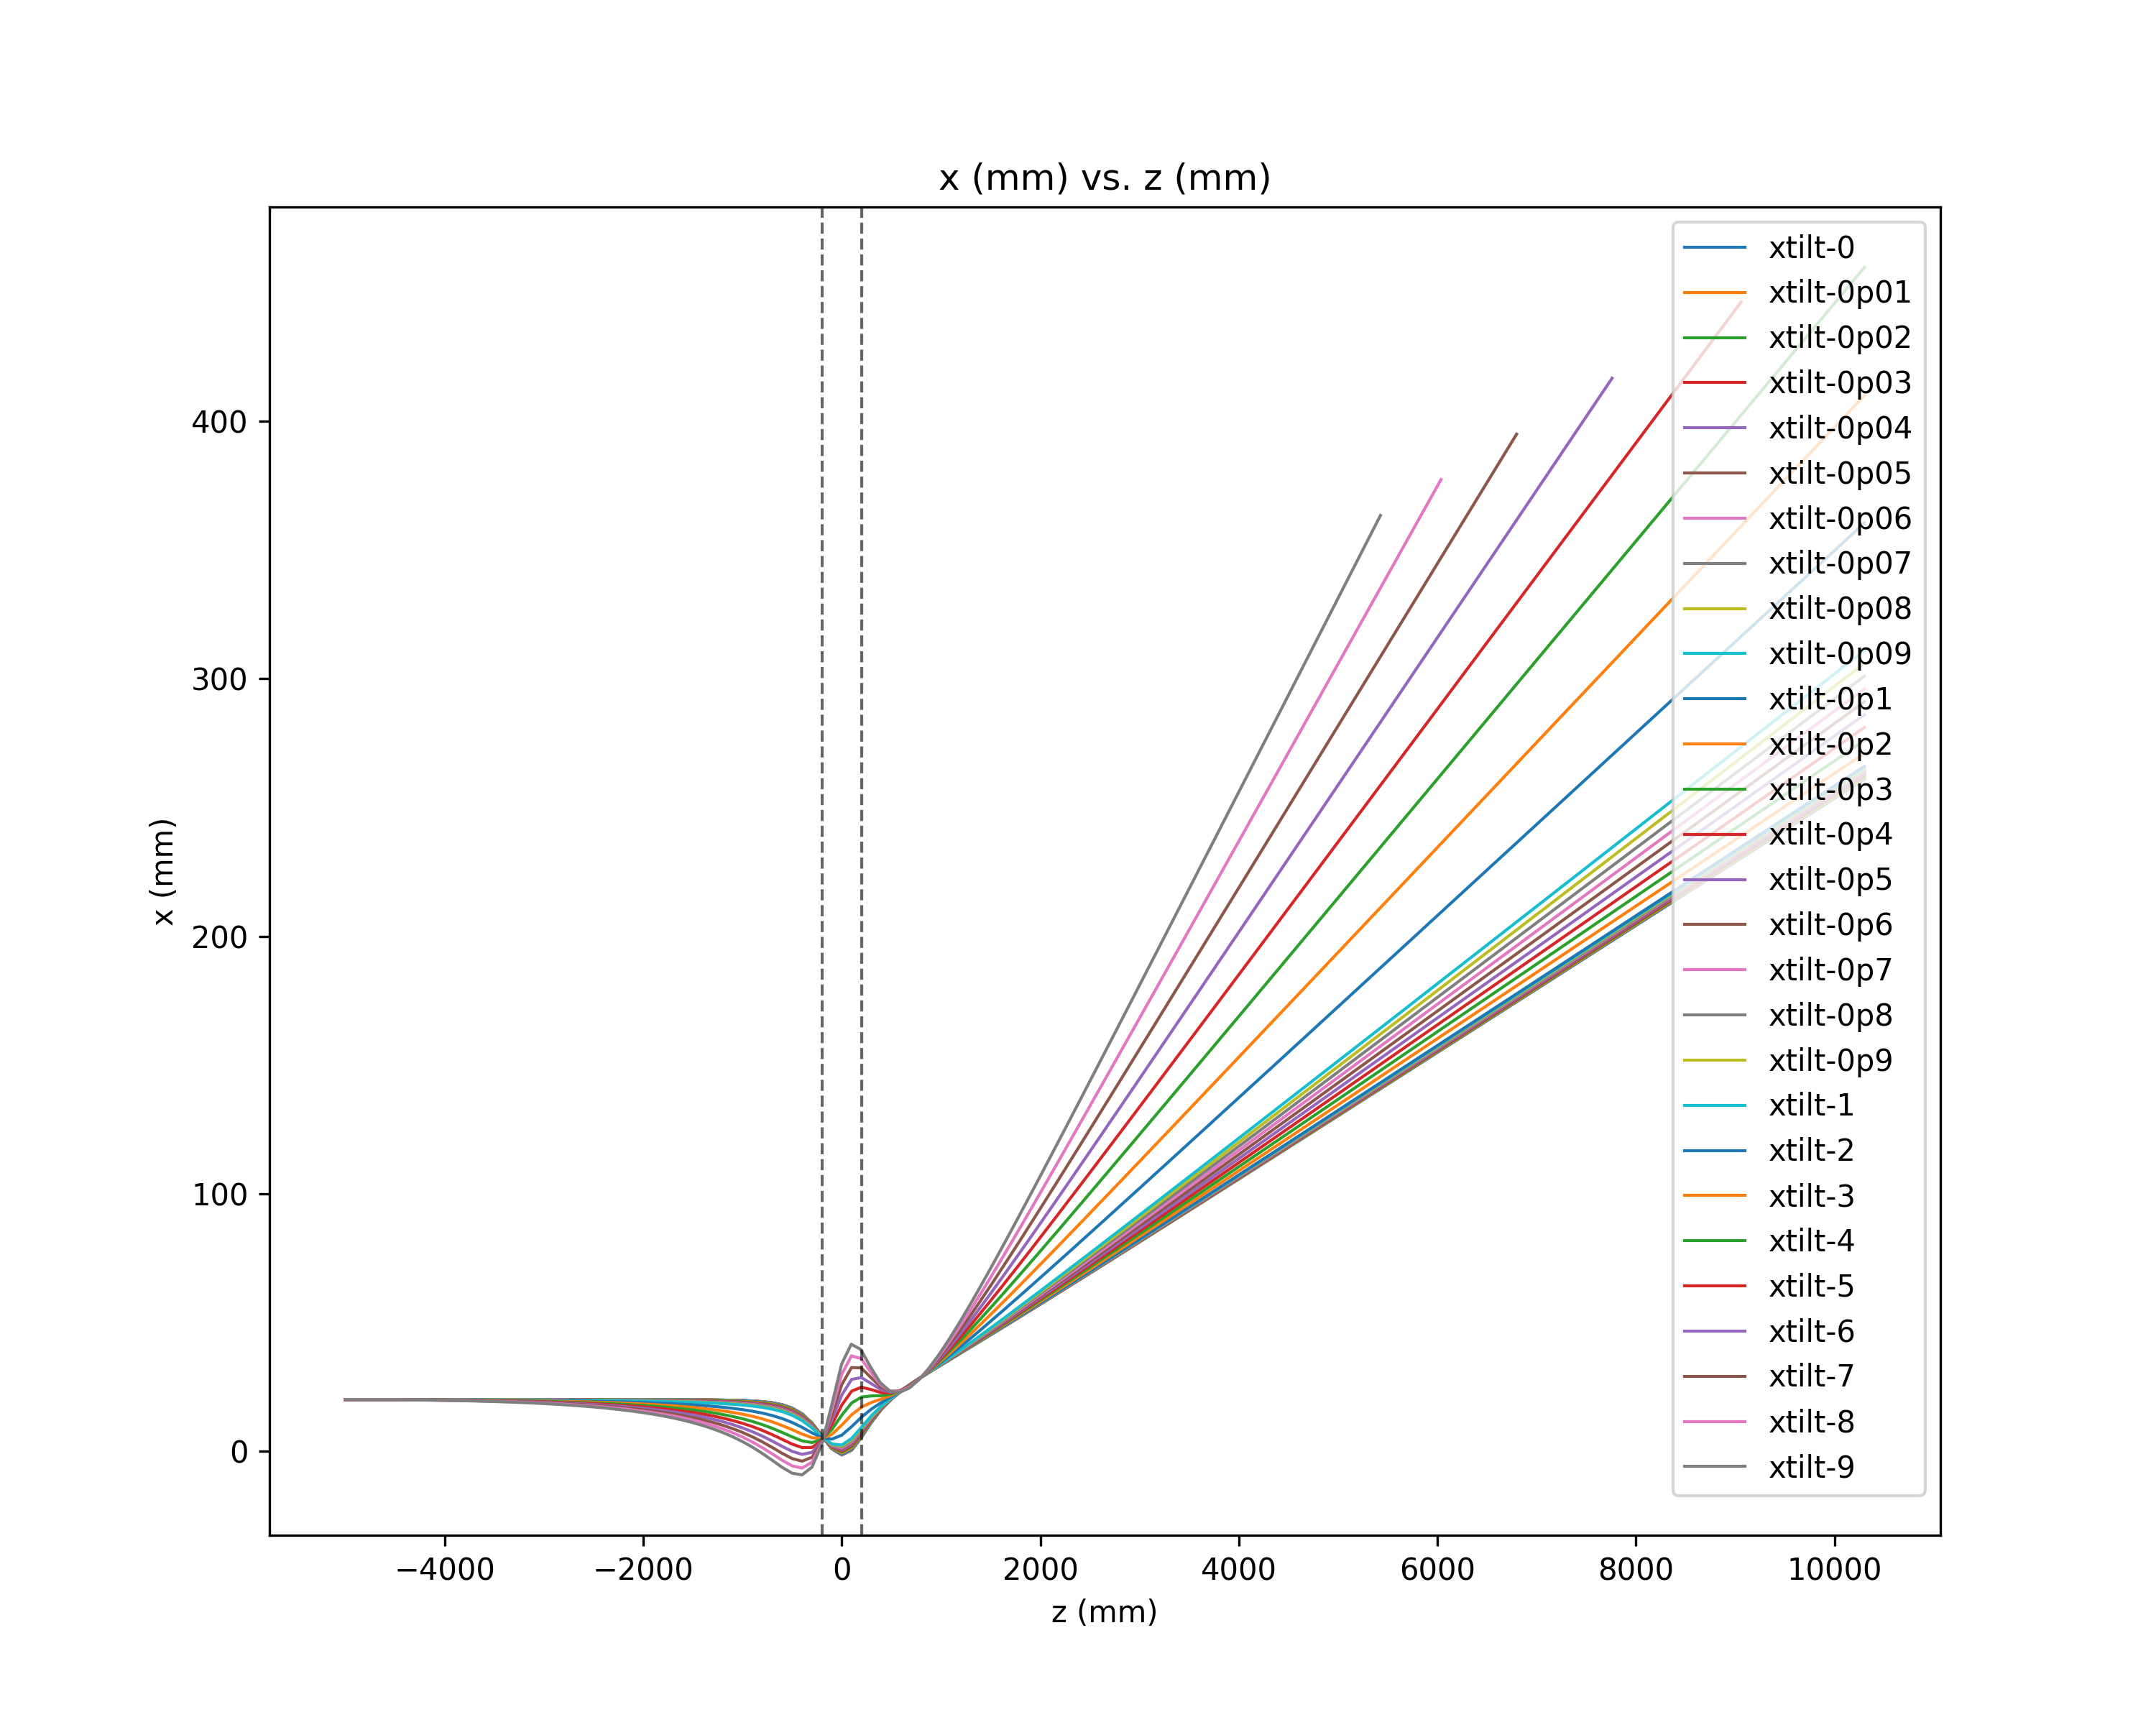 x (mm) vs. z (mm)
400
300
200
100
0
x (mm)
−4000
−2000
0
2000
4000
6000
8000
10000
z (mm)
xtilt-0
xtilt-0p01
xtilt-0p02
xtilt-0p03
xtilt-0p04
xtilt-0p05
xtilt-0p06
xtilt-0p07
xtilt-0p08
xtilt-0p09
xtilt-0p1
xtilt-0p2
xtilt-0p3
xtilt-0p4
xtilt-0p5
xtilt-0p6
xtilt-0p7
xtilt-0p8
xtilt-0p9
xtilt-1
xtilt-2
xtilt-3
xtilt-4
xtilt-5
xtilt-6
xtilt-7
xtilt-8
xtilt-9